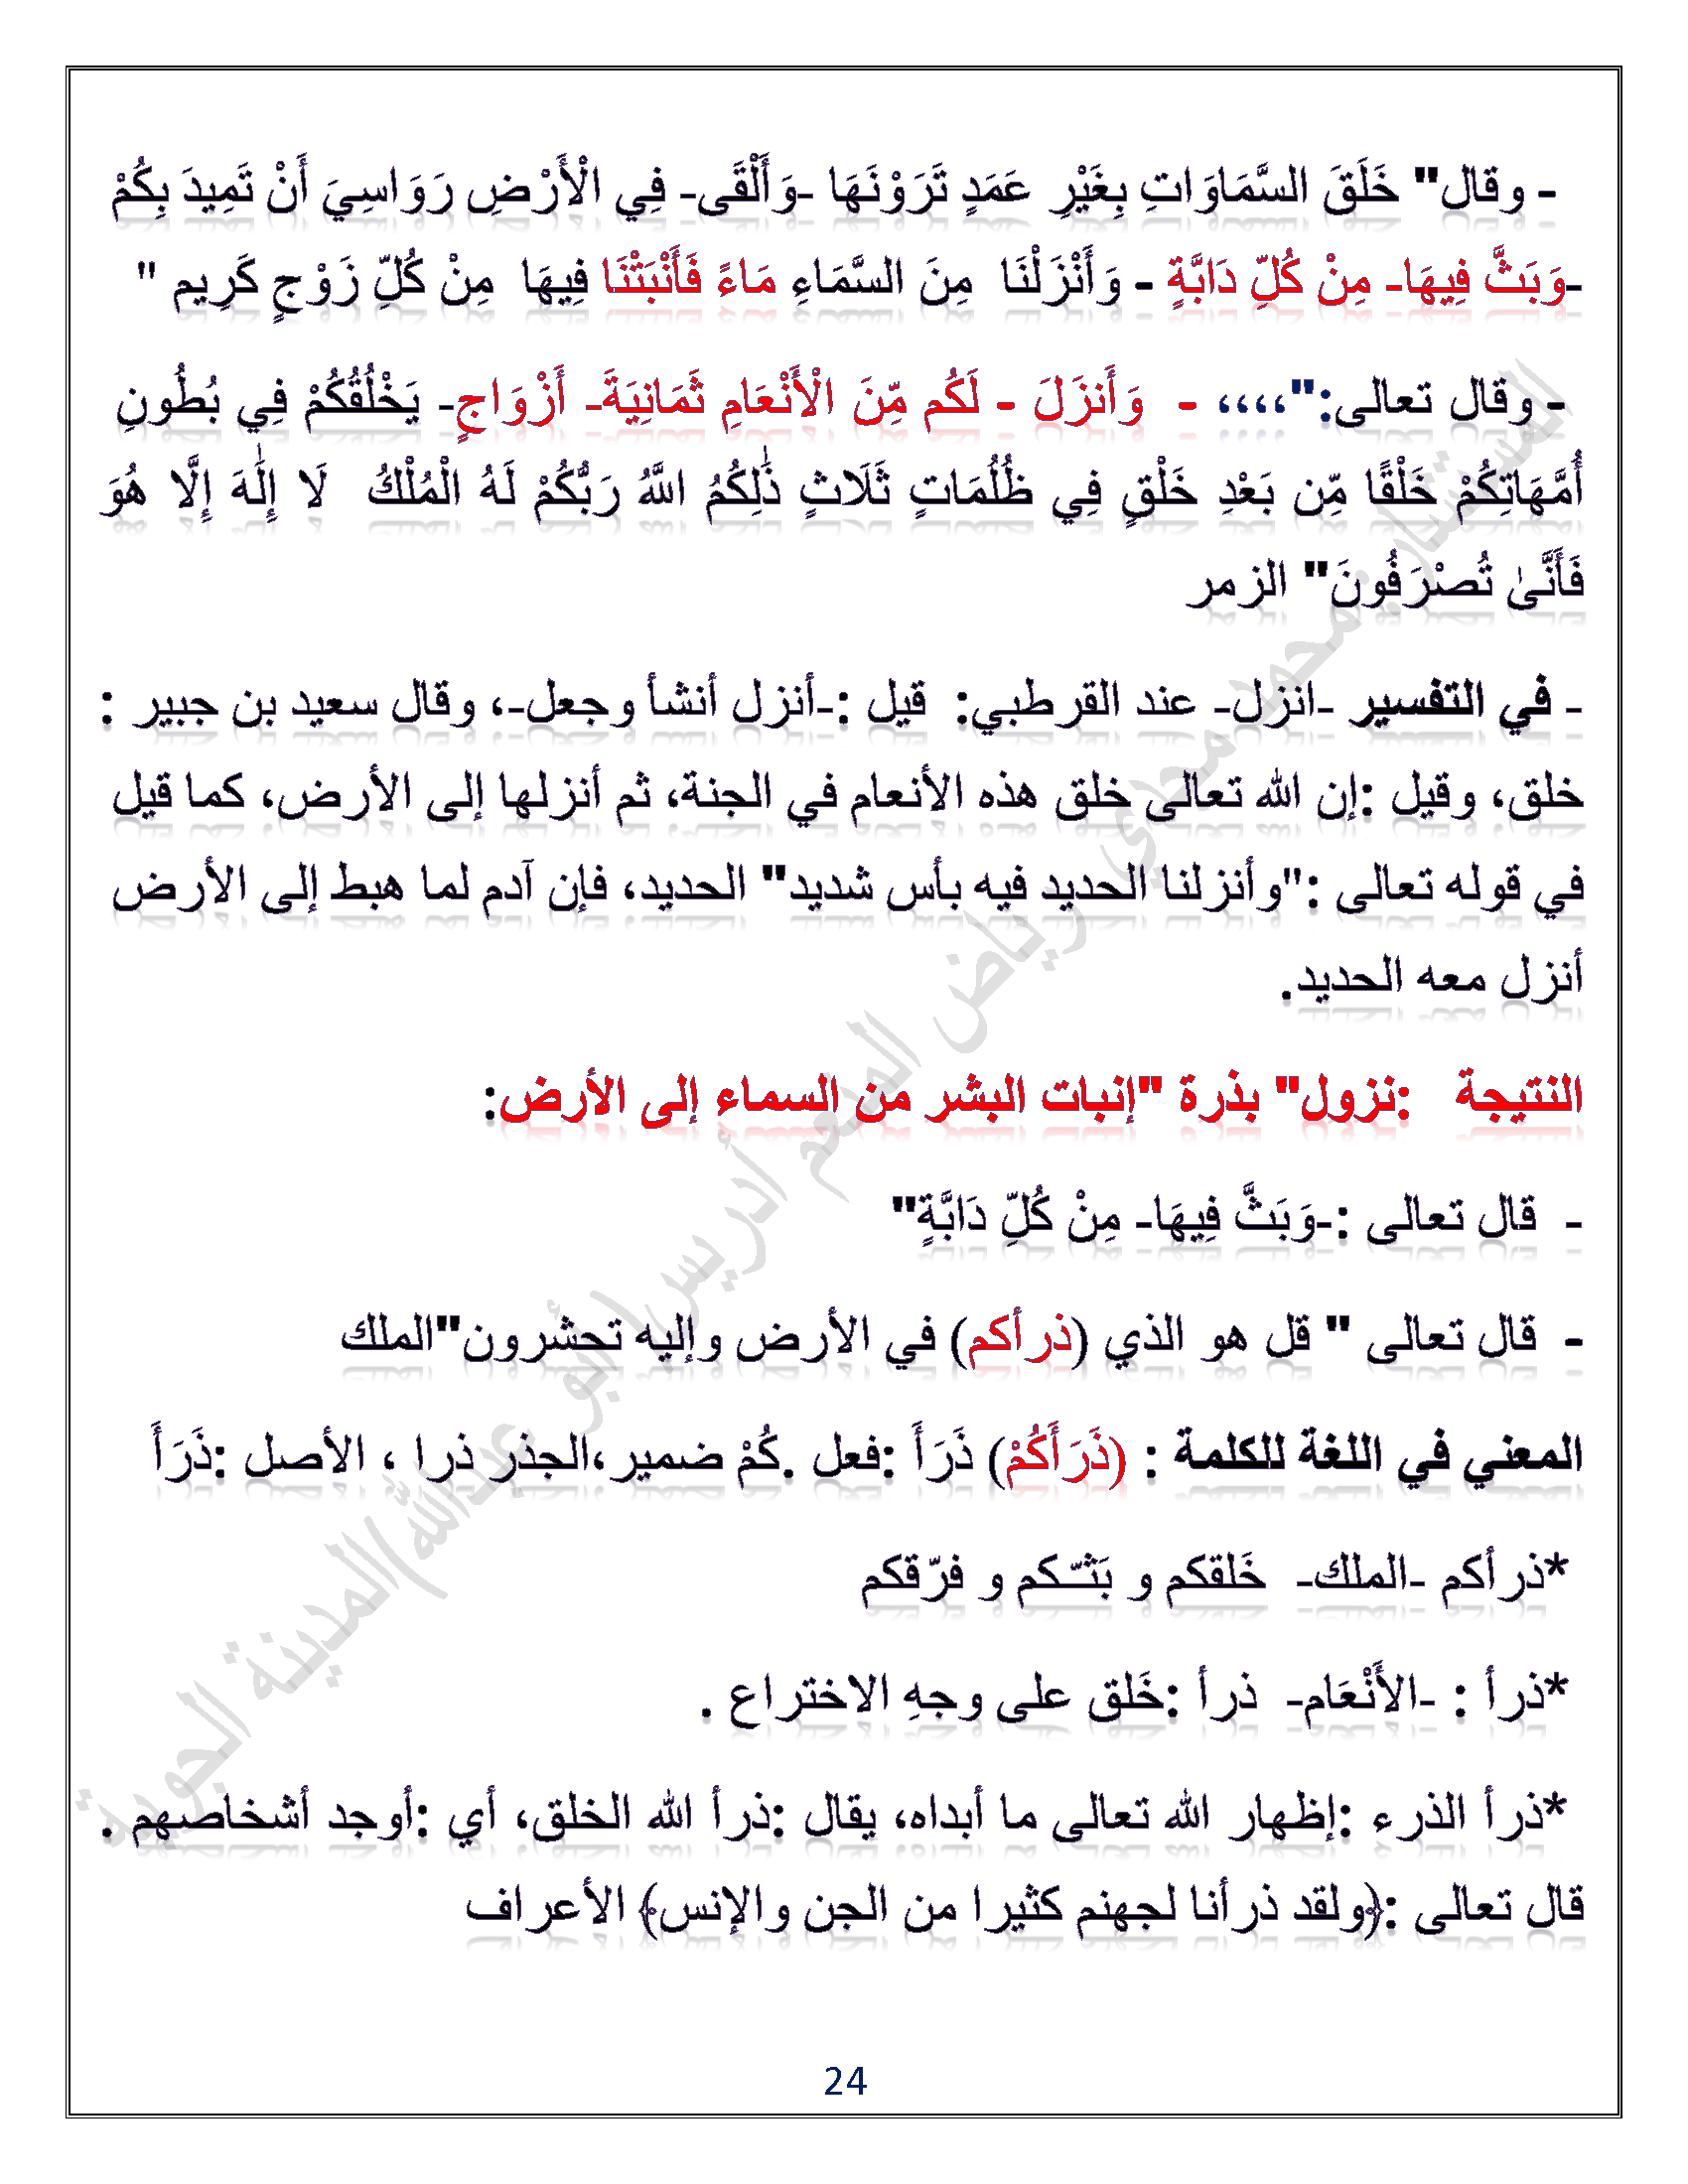 - وقال" خَلَقَ السَّمَاوَاتِ بِغَيْرِ عَمَدٍ تَرَوْنَهَا -وَأَلْقَى- فِي الْأَرْضِ رَوَاسِيَ أَنْ تَمِيدَ بِكُمْ
-وَبَثَّ فِيهَا- مِنْ كُلِّ دَابَّةٍ - وَأَنْزَلْنَا مِنَ السَّمَاءِ مَاءً فَأَنْبَتْنَا فِيهَا مِنْ كُلِّ زَوْجٍ كَرِيم "
- وقال تعالى:"،،،، - وَأَنزَلَ - لَكُم مِّنَ الْأَنْعَامِ ثَمَانِيَةَ- أَزْوَاجٍ- يَخْلُقُكُمْ فِي بُطُونِ
أُمَّهَاتِكُمْ خَلْقًا مِّن بَعْدِ خَلْقٍ فِي ظُلُمَاتٍ ثَلَاثٍ ذَٰلِكُمُ اللَّهُ رَبُّكُمْ لَهُ الْمُلْكُ لَا إِلَٰهَ إِلَّا هُوَ
فَأَنَّىٰ تُصْرَفُونَ" الزمر
- في التفسير -انزل- عند القرطبي: قيل :-أنزل أنشأ وجعل-، وقال سعيد بن جبير :
خلق، وقيل :إن الله تعالى خلق هذه الأنعام في الجنة، ثم أنزلها إلى الأرض، كما قيل
في قوله تعالى :"وأنزلنا الحديد فيه بأس شديد" الحديد، فإن آدم لما هبط إلى الأرض
أنزل معه الحديد.
النتيجة :نزول" بذرة "إنبات البشر من السماء إلى الأرض:
- قال تعالى :-وَبَثَّ فِيهَا- مِنْ كُلِّ دَابَّةٍ"
- قال تعالى " قل هو الذي (ذرأكم) في الأرض وإليه تحشرون"الملك
المعني في اللغة للكلمة : (ذَرَأَكُمْ) ذَرَأَ :فعل .كُمْ ضمير،الجذر ذرا ، الأصل :ذَرَأَ
*ذرأكم -الملك- خَلقكم و بَثـّـكم و فرّقكم
*ذرأ : -الأَنْعَام- ذرأ :خَلق على وجهِ الاختراع .
*ذرأ الذرء :إظهار الله تعالى ما أبداه، يقال :ذرأ الله الخلق، أي :أوجد أشخاصهم .
قال تعالى :﴿ولقد ذرأنا لجهنم كثيرا من الجن والإنس﴾ الأعراف
24